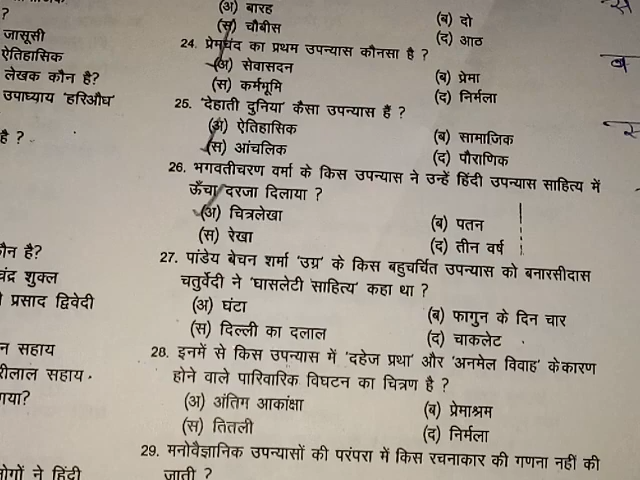 ?
जासूसी
ऐतिहासिक
लेखक कौन है?
उपाध्याय 'हरिऔध'
है ?
कौन है?
चंद्र शुक्ल
प्रसाद द्विवेदी
न सहाय
रीलाल सहाय
गया?
लोगों ने हिंदी
(अ) बारह
(ब) दो
(स) चौबीस
(द) आठ
24. प्रेमचंद का प्रथम उपन्यास कौनसा है ?
(अ) सेवासदन
(ब) प्रेमा
(स) कर्मगूमि
(द) निर्मला
25. 'देहाती दुनिया' कैसा उपन्यास हैं ?
(अ) ऐतिहासिक
(ब) सामाजिक
(स) आंचलिक
(द) पौराणिक
26. भगवतीचरण वर्मा के किस उपन्यास ने उन्हें हिंदी उपन्यास साहित्य में
ऊँचा दरजा दिलाया ?
(अ) चित्रलेखा
(ब) पतन
(स) रेखा
(द) तीन वर्ष
27. पांडेय बेचन शर्मा 'उग्र' के किस बहुचर्चित उपन्यास को बनारसीदास
चतुर्वेदी ने 'घासलेटी साहित्य' कहा था ?
(अ) घंटा
(ब) फागुन के दिन चार
(स) दिल्ली का दलाल
(द) चाकलेट
28. इनमें से किस उपन्यास में 'दहेज प्रथा' और 'अनमेल विवाह' केकारण
होने वाले पारिवारिक विघटन का चित्रण है ?
(अ) अंतिम आकांक्षा
(ब) प्रेमाश्रम
(स) तितली
(द) निर्मला
29. मनोवैज्ञानिक उपन्यासों की परंपरा में किस रचनाकार की गणना नहीं की
जाती ?
ब